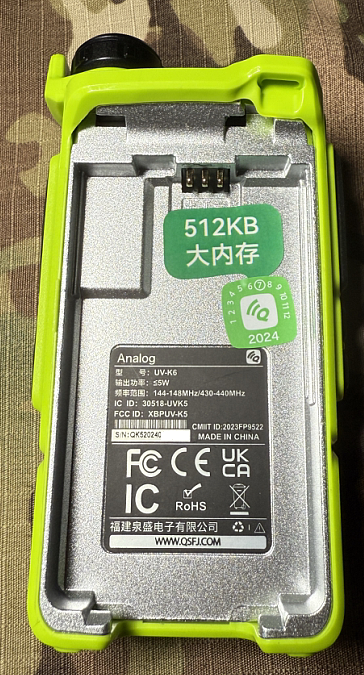 512KB
大内存
1 2 3 4 5 6 7 8 9 10 11 12
2024
Analog
型 号: UV-K6
输出功率: ≤5W
频率范围: 144-148MHz/430-440MHz
IC ID: 30518-UVK5
FCC ID: XBPUV-K5
CMIIT ID:2023FP9522
S/N:QK520240
MADE IN CHINA
FC CE UK
CA
IC RoHS
福建泉盛电子有限公司
WWW.QSFJ.COM